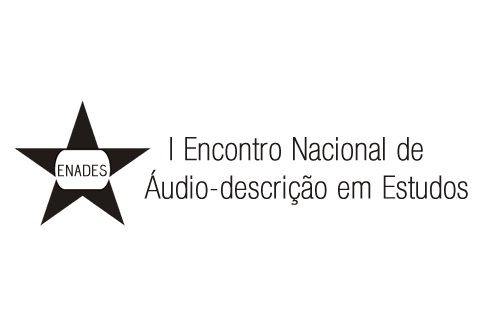 ENADES
I Encontro Nacional de
Áudio-descrição em Estudos